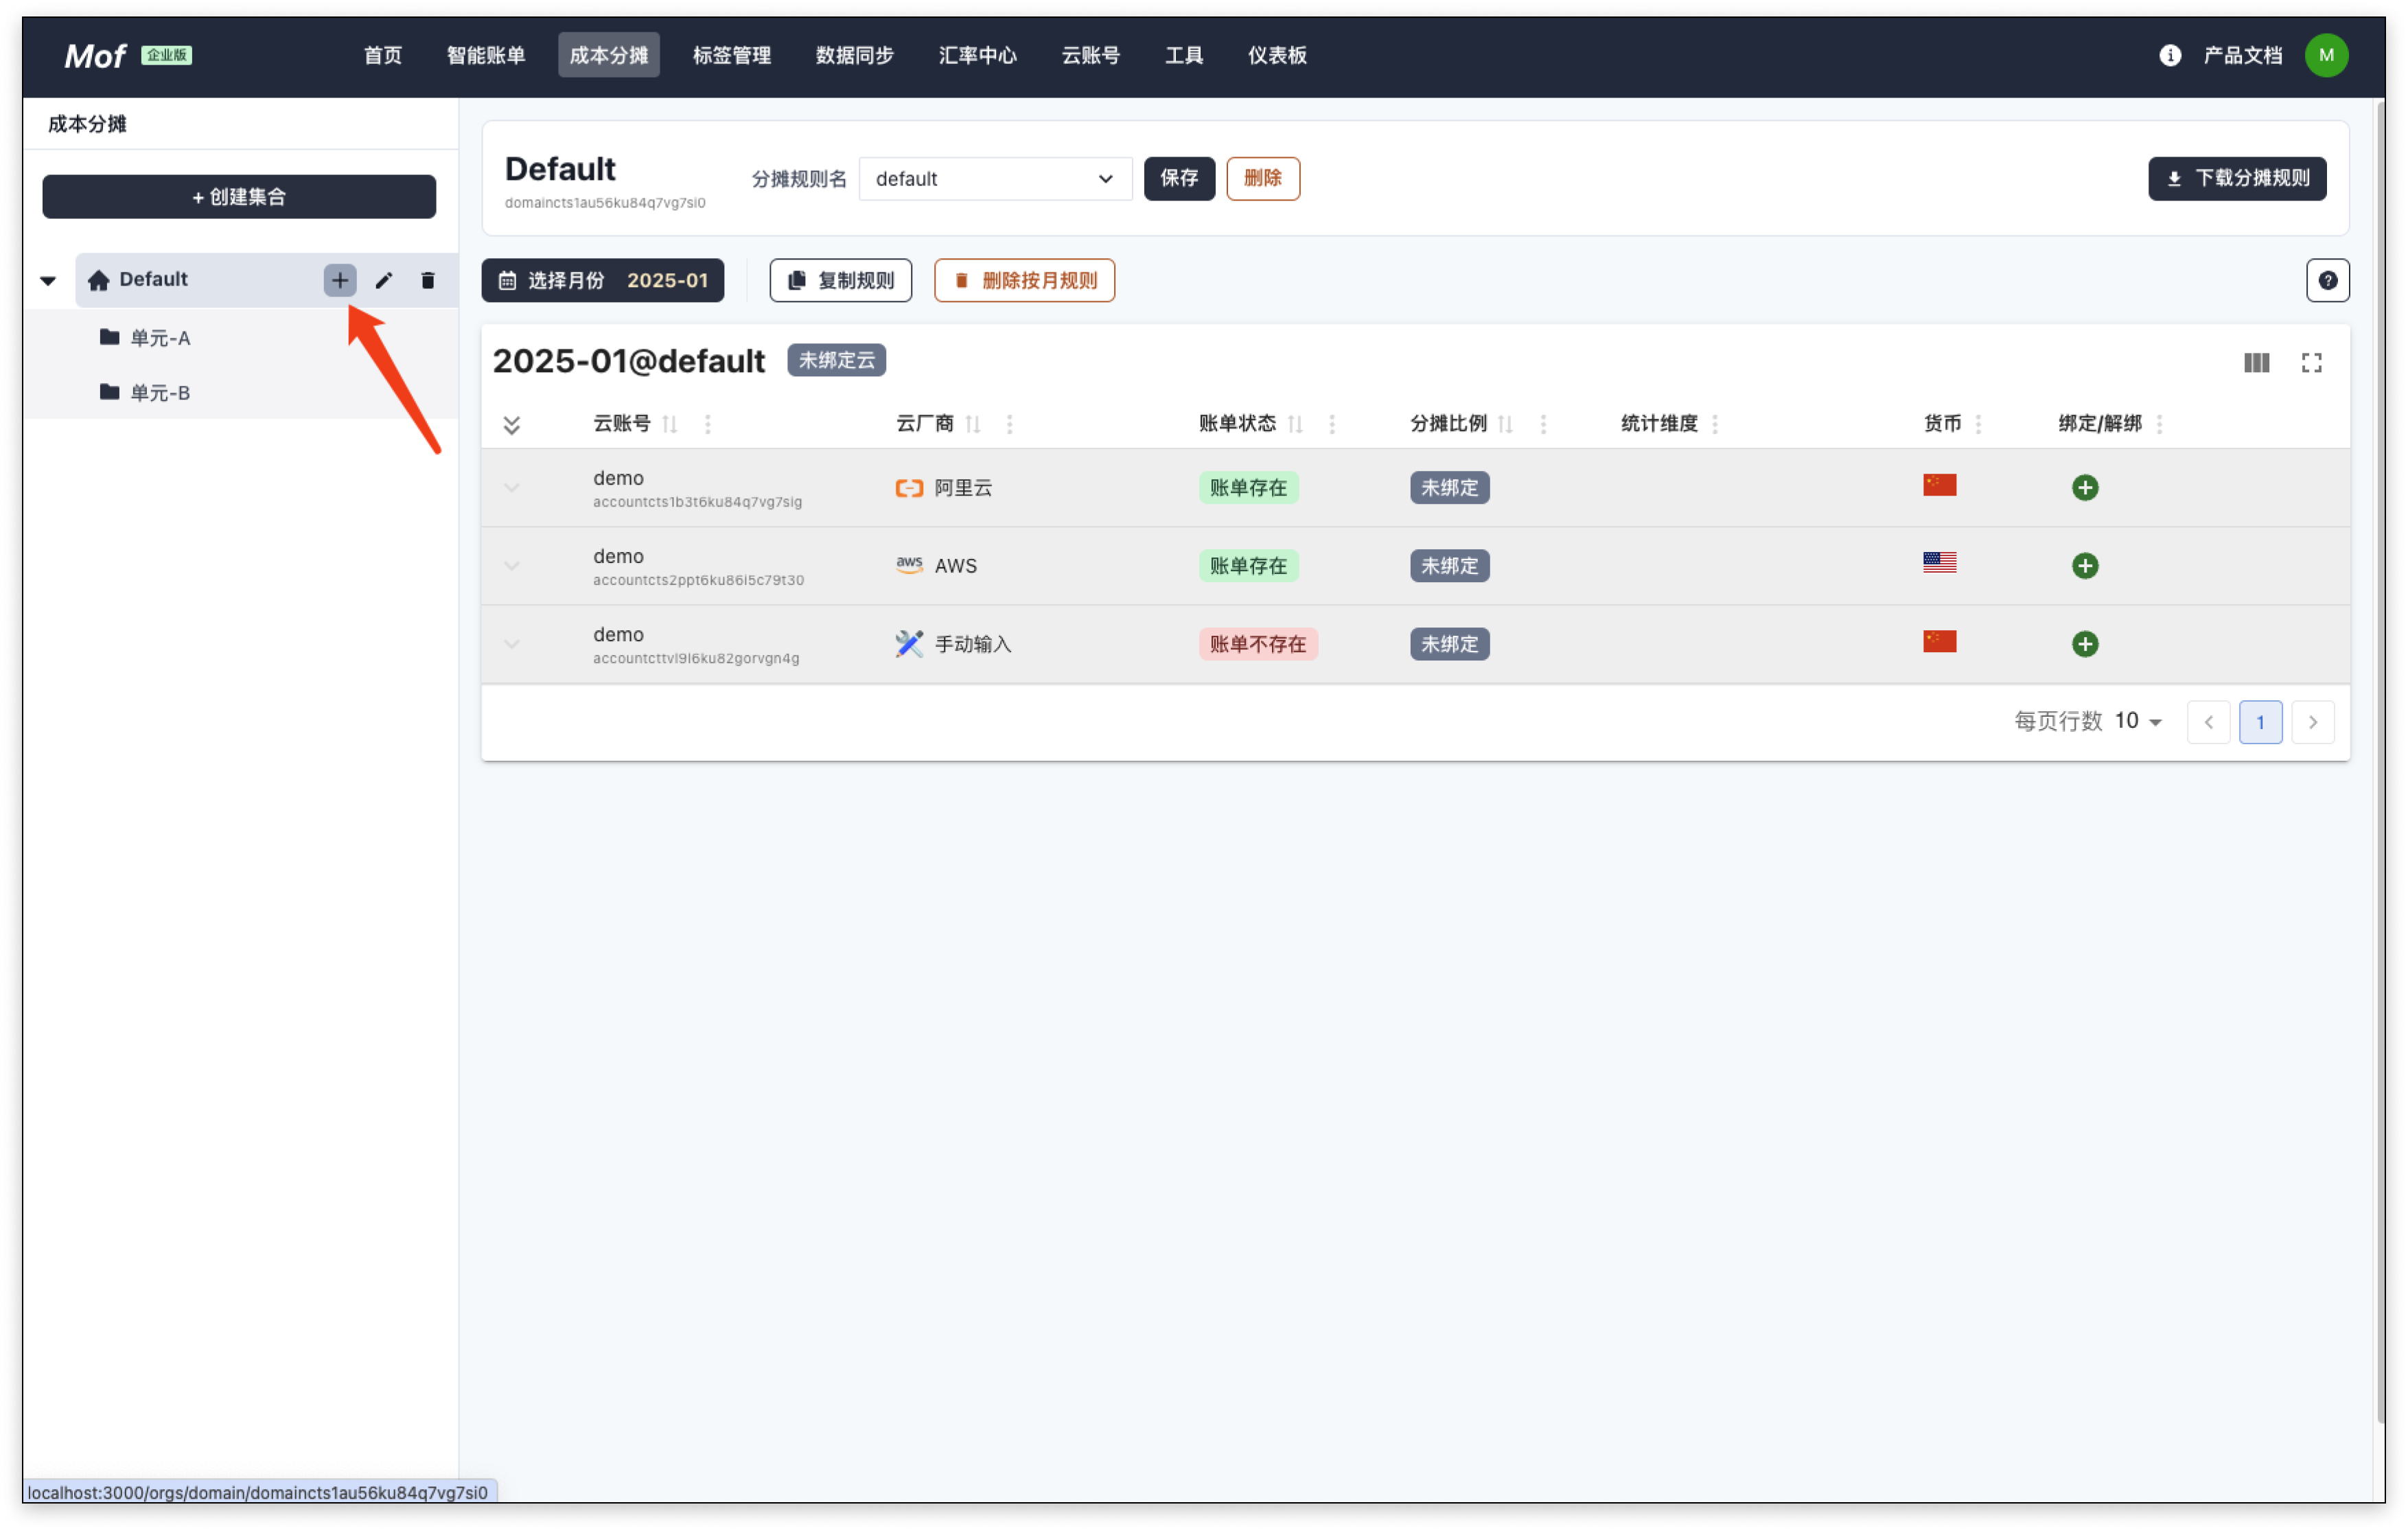 Mof 企业版 首页 智能账单 成本分摊 标签管理 数据同步 汇率中心 云账号 工具 仪表板 产品文档 M
成本分摊
+ 创建集合
Default
单元-A
单元-B
Default
domaincts1au56ku84q7vg7si0
分摊规则名 default 保存 删除 下载分摊规则
选择月份 2025-01 复制规则 删除按月规则
2025-01@default 未绑定云
云账号 云厂商 账单状态 分摊比例 统计维度 货币 绑定/解绑
demo
accountcts1b3t6ku84q7vg7sig
阿里云 账单存在 未绑定
demo
accountcts2ppt6ku86i5c79t30
aws AWS 账单存在 未绑定
demo
accountcttvl9l6ku82gorvgn4g
手动输入 账单不存在 未绑定
每页行数 10 1
localhost:3000/orgs/domain/domaincts1au56ku84q7vg7si0